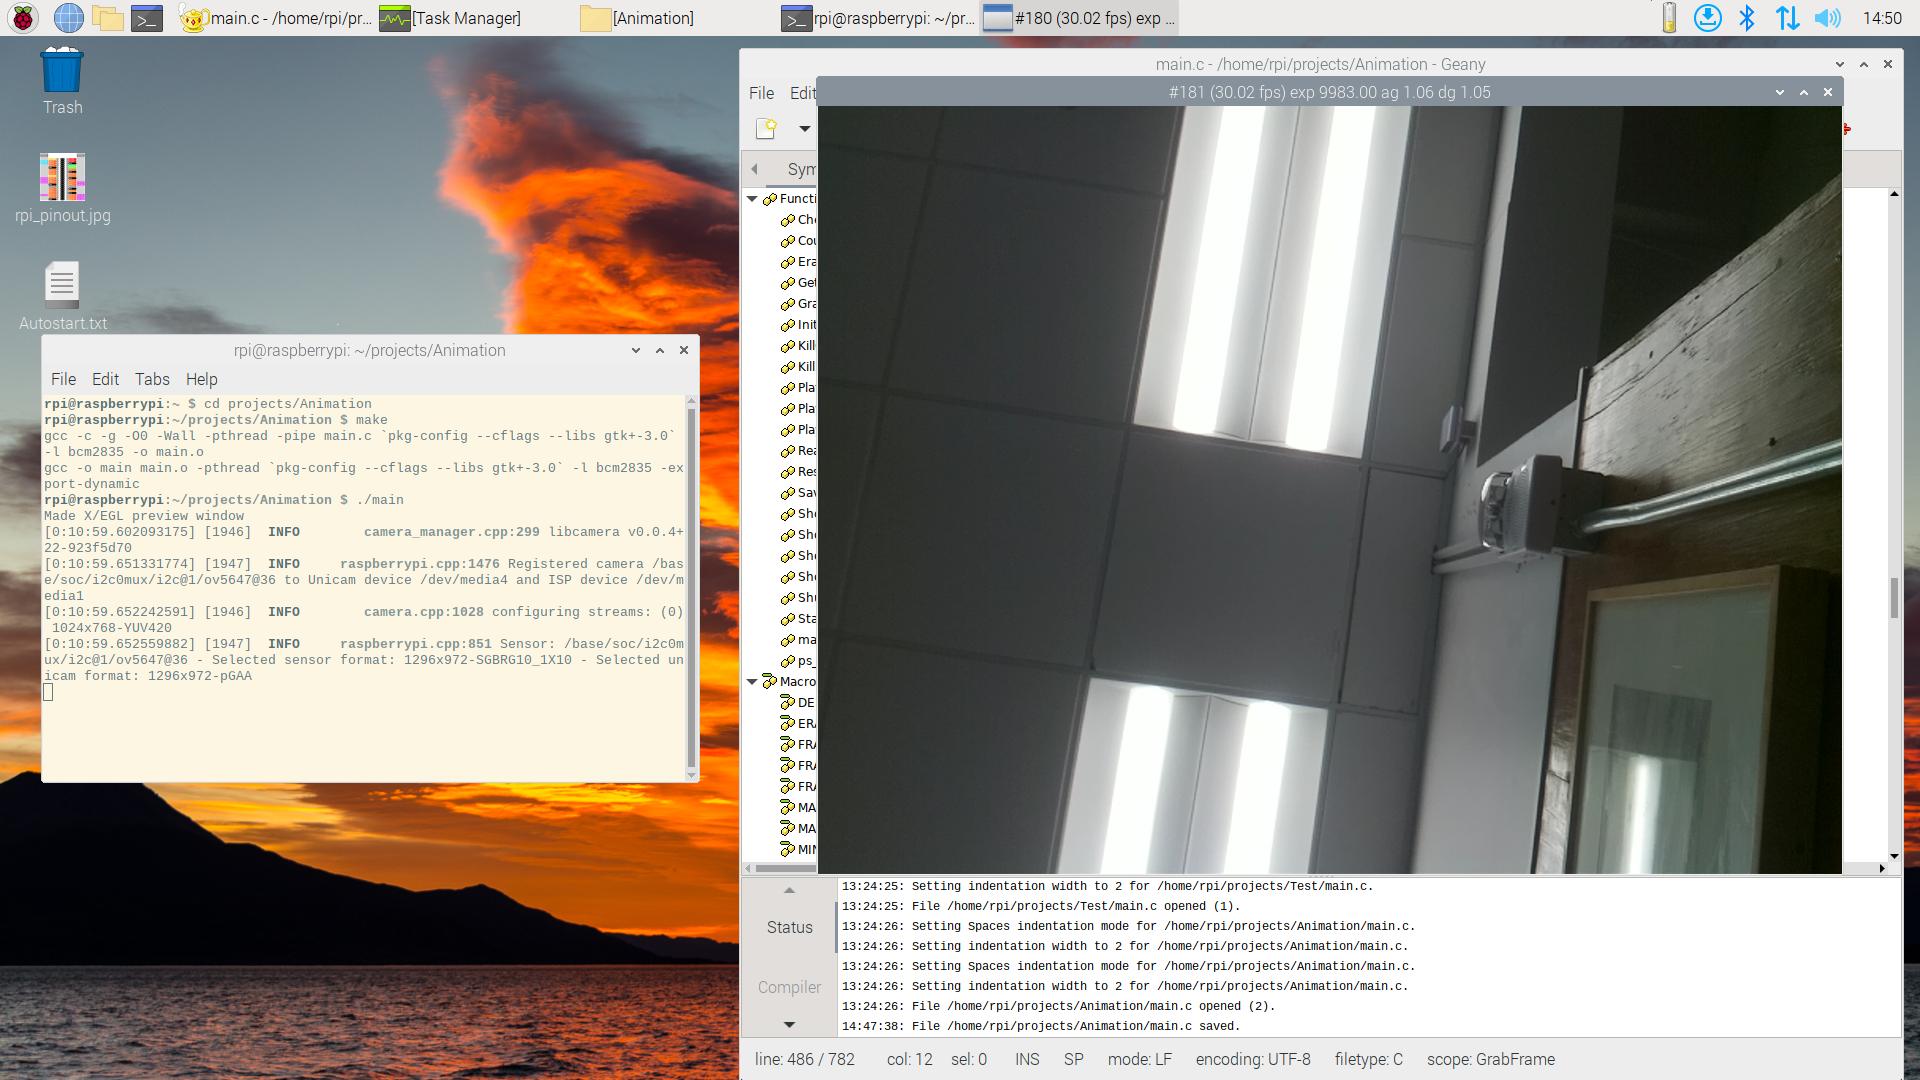 main.c - /home/rpi/pr...
[Task Manager]
[Animation]
rpi@raspberrypi: ~/pr...
#180 (30.02 fps) exp ...
14:50
Trash
rpi_pinout.jpg
Autostart.txt
rpi@raspberrypi: ~/projects/Animation
File Edit Tabs Help
rpi@raspberrypi:~ $ cd projects/Animation
rpi@raspberrypi:~/projects/Animation $ make
gcc -c -g -O0 -Wall -pthread -pipe main.c `pkg-config --cflags --libs gtk+-3.0`
-l bcm2835 -o main.o
gcc -o main main.o -pthread `pkg-config --cflags --libs gtk+-3.0` -l bcm2835 -ex
port-dynamic
rpi@raspberrypi:~/projects/Animation $ ./main
Made X/EGL preview window
[0:10:59.602093175] [1946] INFO camera_manager.cpp:299 libcamera v0.0.4+
22-923f5d70
[0:10:59.651331774] [1947] INFO raspberrypi.cpp:1476 Registered camera /bas
e/soc/i2c0mux/i2c@1/ov5647@36 to Unicam device /dev/media4 and ISP device /dev/m
edia1
[0:10:59.652242591] [1946] INFO camera.cpp:1028 configuring streams: (0)
1024x768-YUV420
[0:10:59.652559882] [1947] INFO raspberrypi.cpp:851 Sensor: /base/soc/i2c0m
ux/i2c@1/ov5647@36 - Selected sensor format: 1296x972-SGBRG10_1X10 - Selected un
icam format: 1296x972-pGAA
main.c - /home/rpi/projects/Animation - Geany
File Edit
#181 (30.02 fps) exp 9983.00 ag 1.06 dg 1.05
Sym
Functi
Che
Cou
Era
Get
Gra
Init
Kill
Kill
Pla
Pla
Pla
Rea
Res
Sav
Sho
Sho
Sho
Sho
Shu
Sta
ma
ps_
Macro
DE
ERA
FRA
FRA
FRA
MA
MA
MIN
Status
Compiler
13:24:25: Setting indentation width to 2 for /home/rpi/projects/Test/main.c.
13:24:25: File /home/rpi/projects/Test/main.c opened (1).
13:24:26: Setting Spaces indentation mode for /home/rpi/projects/Animation/main.c.
13:24:26: Setting indentation width to 2 for /home/rpi/projects/Animation/main.c.
13:24:26: Setting Spaces indentation mode for /home/rpi/projects/Animation/main.c.
13:24:26: Setting indentation width to 2 for /home/rpi/projects/Animation/main.c.
13:24:26: File /home/rpi/projects/Animation/main.c opened (2).
14:47:38: File /home/rpi/projects/Animation/main.c saved.
line: 486 / 782 col: 12 sel: 0 INS SP mode: LF encoding: UTF-8 filetype: C scope: GrabFrame